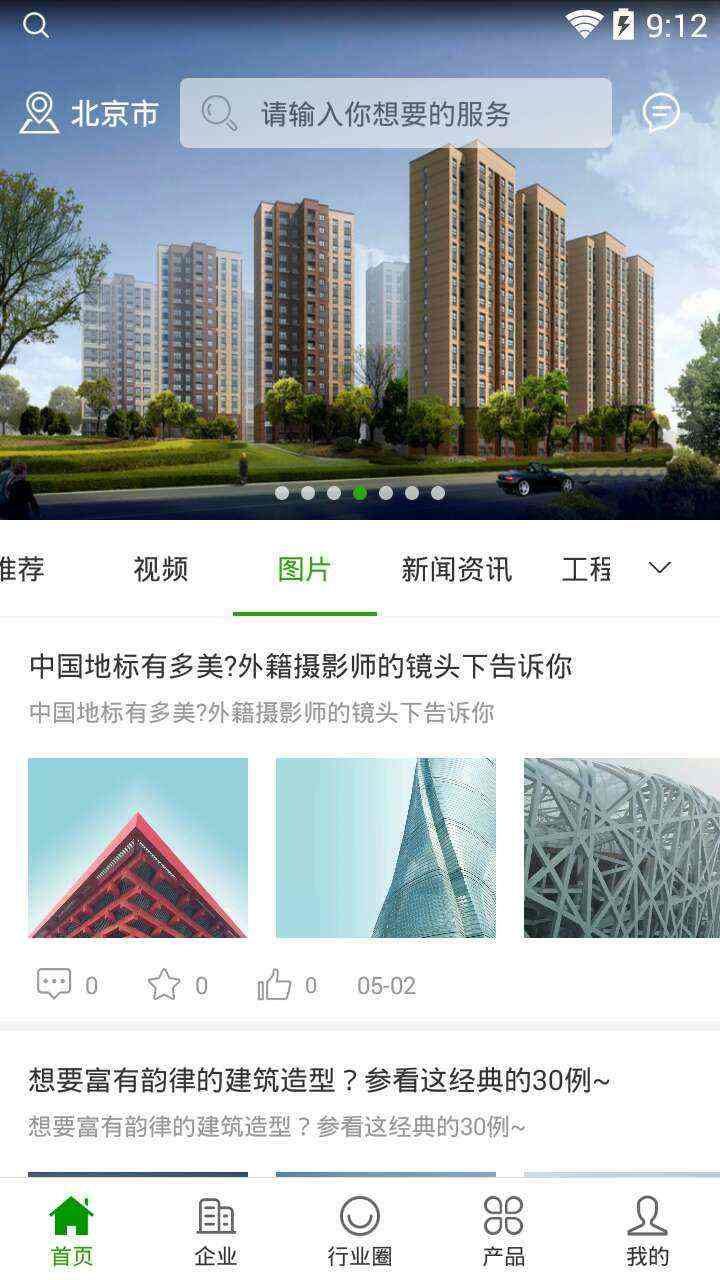 9:12
北京市
请输入你想要的服务
推荐 视频 图片 新闻资讯 工程
中国地标有多美?外籍摄影师的镜头下告诉你
中国地标有多美?外籍摄影师的镜头下告诉你
0 0 0 05-02
想要富有韵律的建筑造型？参看这经典的30例~
想要富有韵律的建筑造型？参看这经典的30例~
首页 企业 行业圈 产品 我的